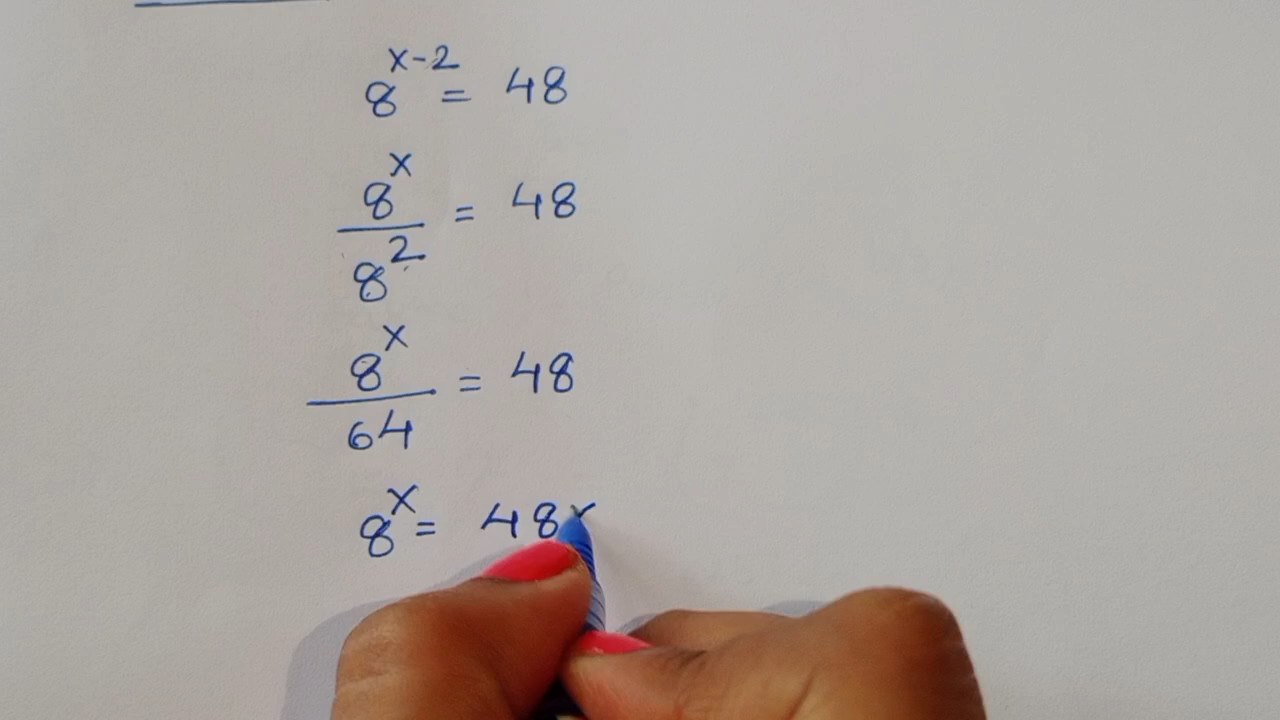 8^(x-2) = 48
8^x / 8^2 = 48
8^x / 64 = 48
8^x = 48×